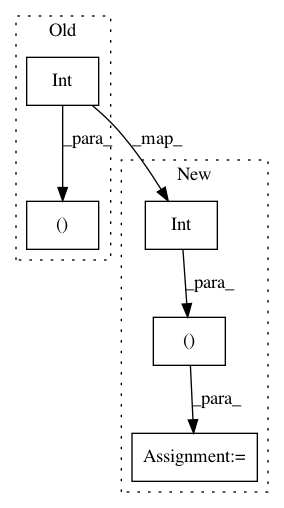 Old
Int
_para_
_map_
New
()
Int
_para_
()
_para_
Assignment:=